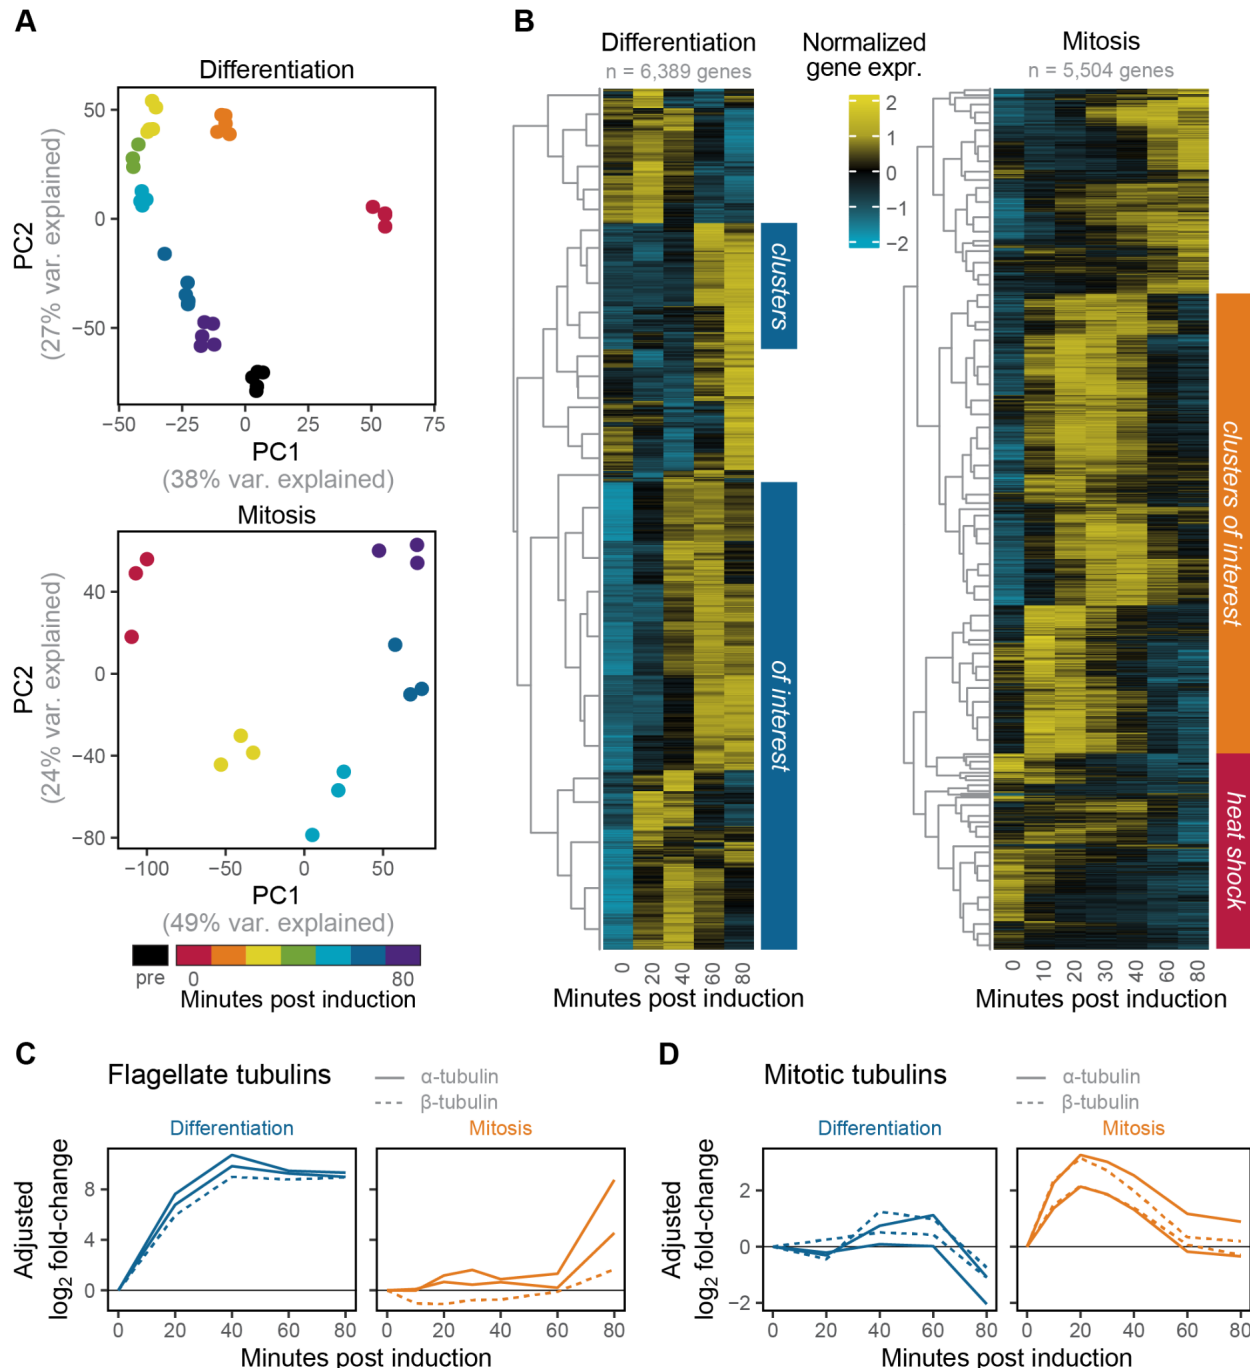 A
Differentiation
50
0
−50
PC2
(27% var. explained)
−50
−25
0
25
50
75
PC1
(38% var. explained)
Mitosis
40
0
−40
−80
PC2
(24% var. explained)
−100
−50
0
50
PC1
(49% var. explained)
pre
0
80
Minutes post induction
B
Differentiation
n = 6,389 genes
clusters
of interest
0
20
40
60
80
Minutes post induction
Normalized
gene expr.
2
1
0
−1
−2
Mitosis
n = 5,504 genes
clusters of interest
heat shock
0
10
20
30
40
60
80
Minutes post induction
C
Flagellate tubulins
α-tubulin
β-tubulin
Differentiation
Mitosis
Adjusted
log2 fold-change
8
4
0
0
20
40
60
80
0
20
40
60
80
Minutes post induction
D
Mitotic tubulins
α-tubulin
β-tubulin
Differentiation
Mitosis
Adjusted
log2 fold-change
2
0
−2
0
20
40
60
80
0
20
40
60
80
Minutes post induction